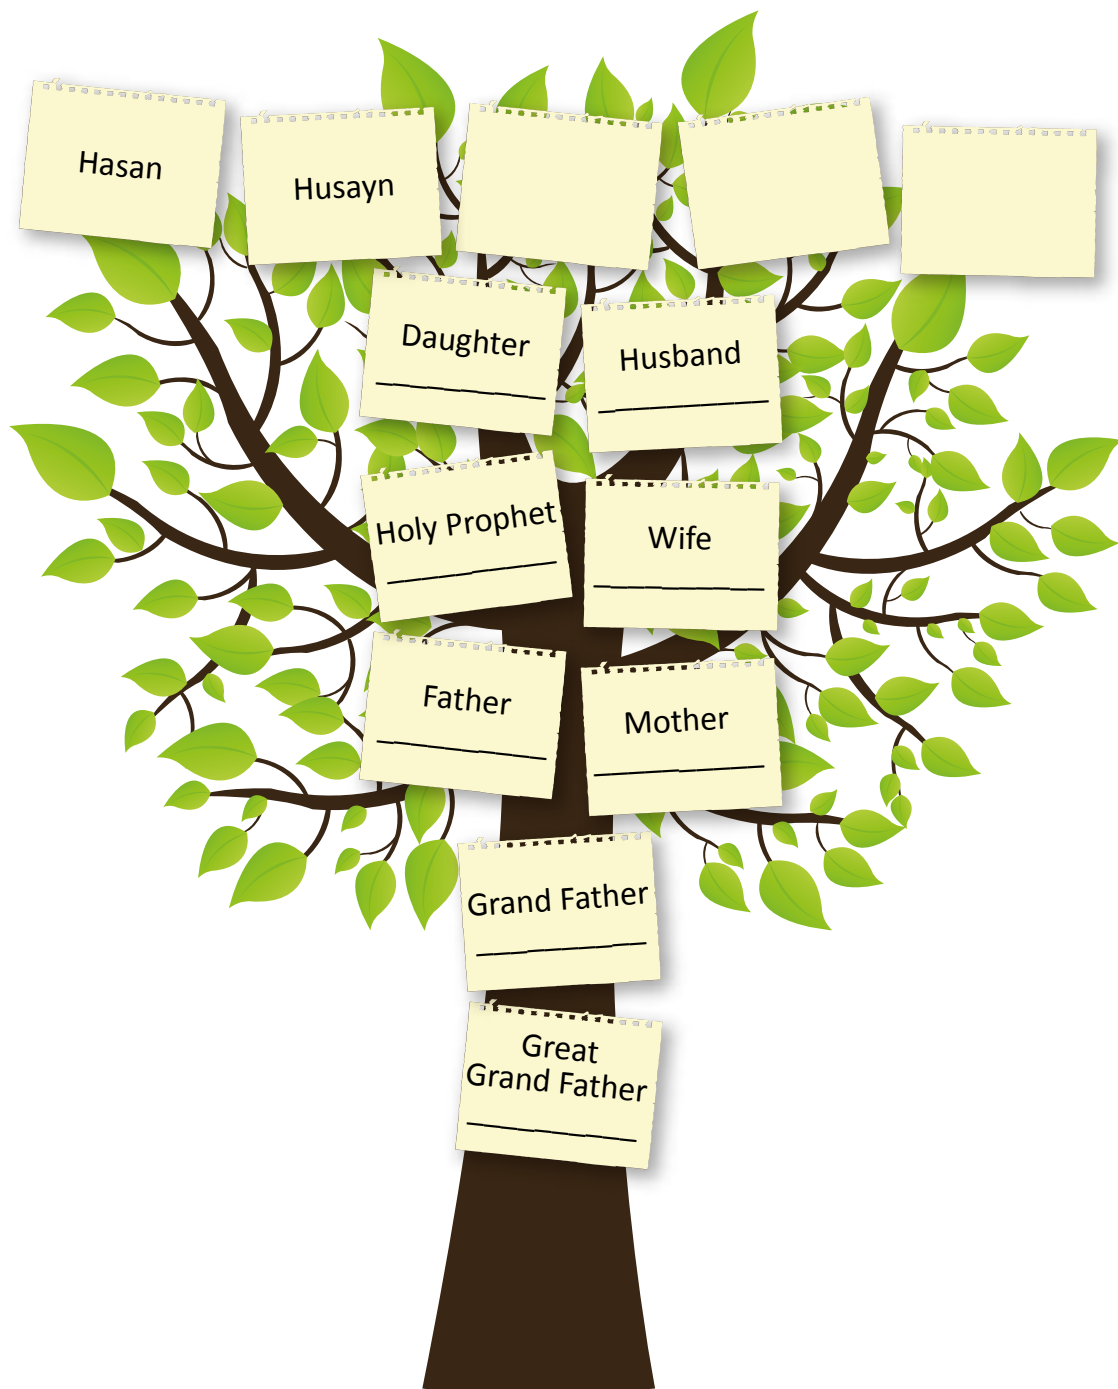 Hasan
Husayn
Daughter
Husband
Holy Prophet
Wife
Father
Mother
Grand Father
Great
Grand Father